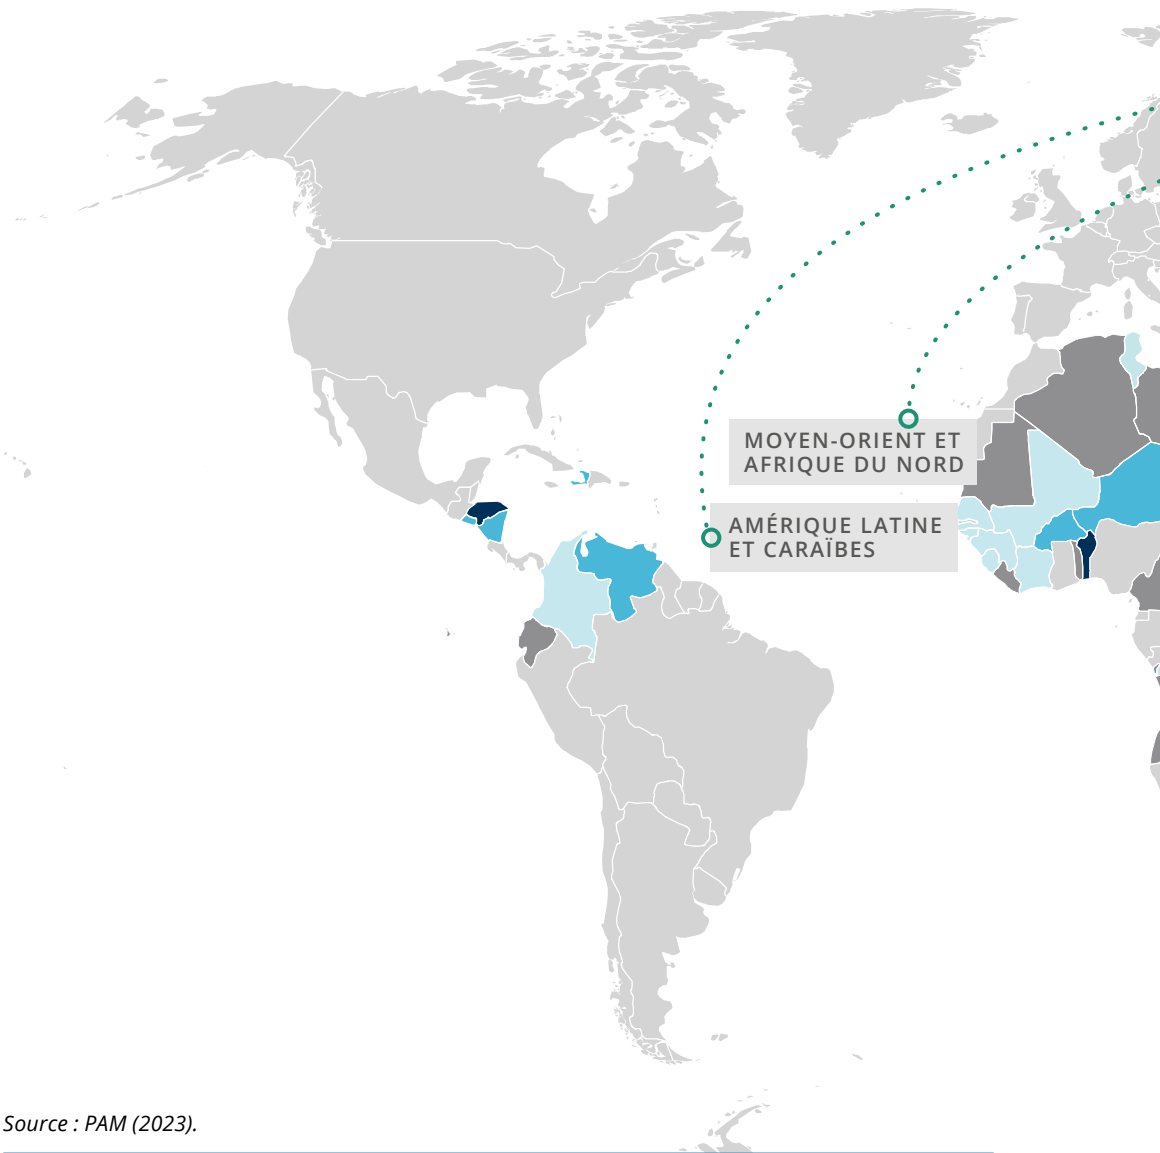 MOYEN-ORIENT ET
AFRIQUE DU NORD
AMÉRIQUE LATINE
ET CARAÏBES
Source : PAM (2023).